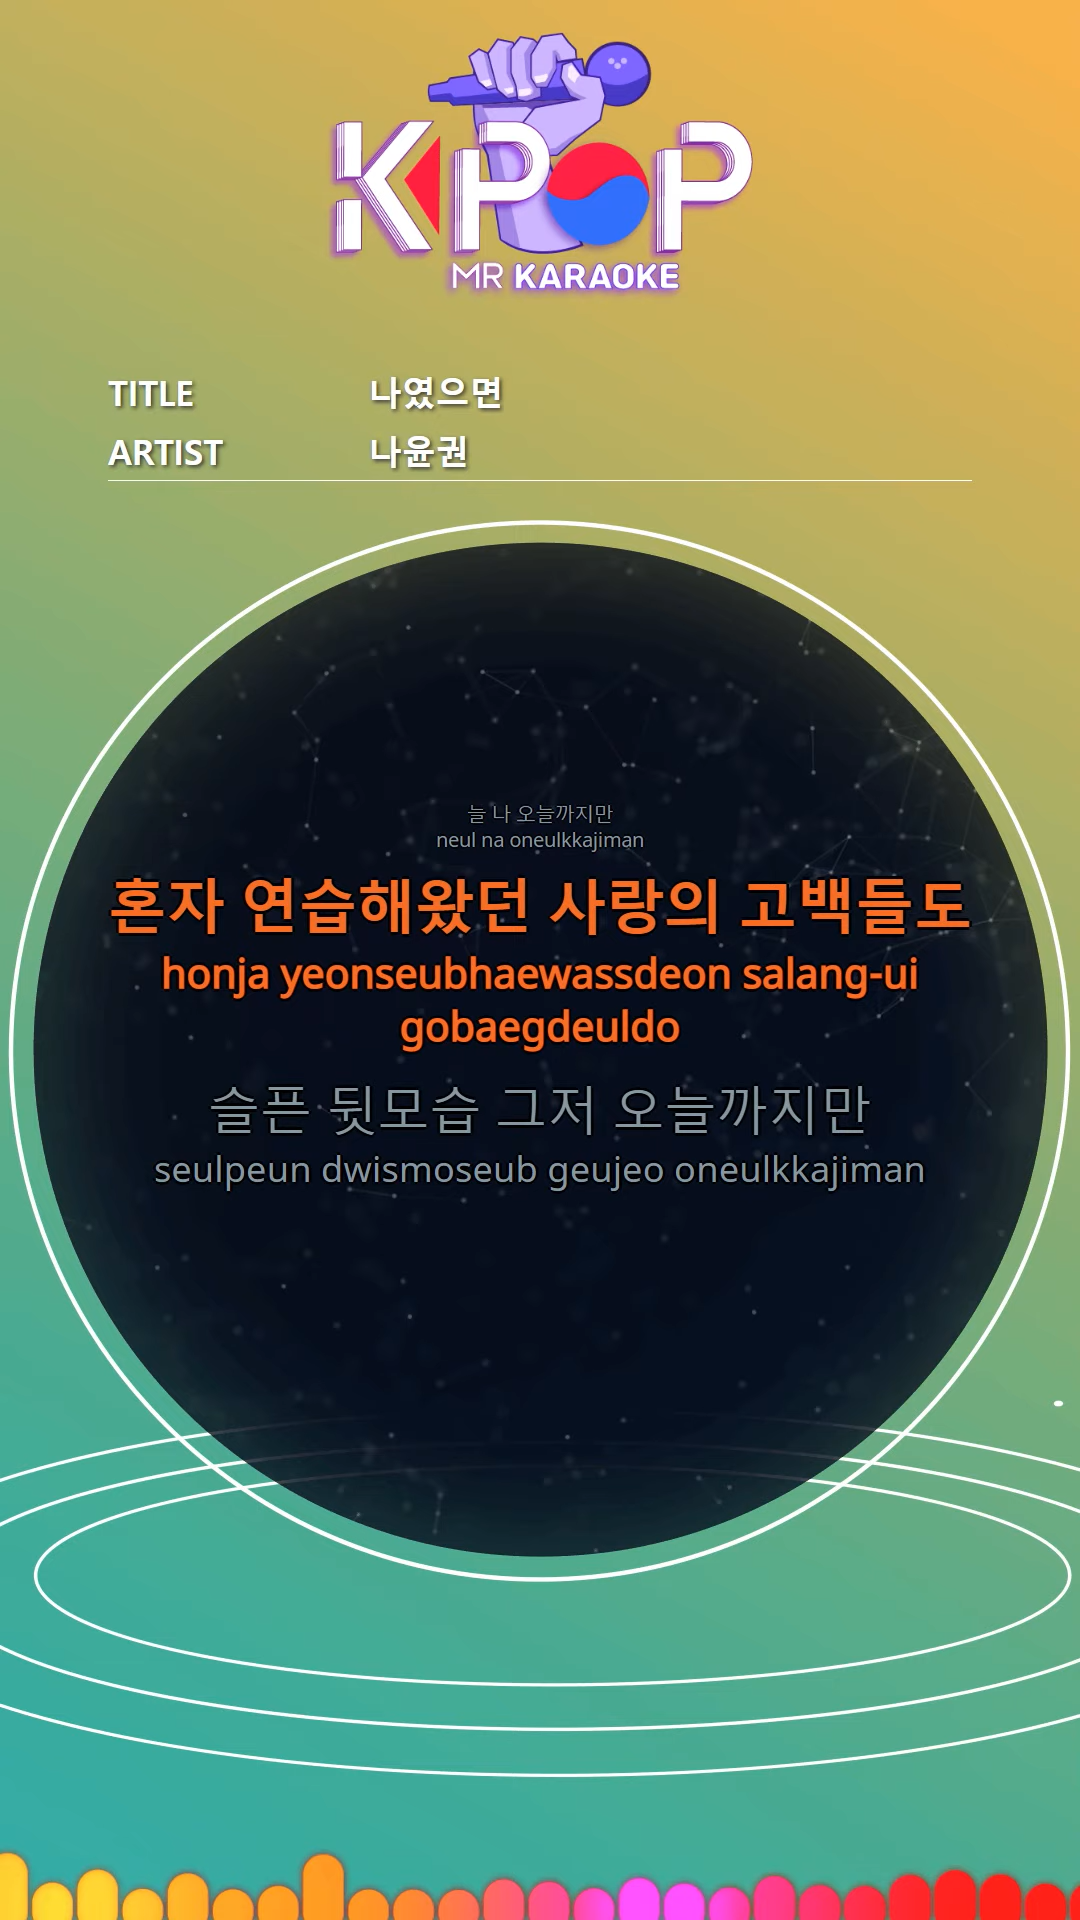 KPOP
MR KARAOKE
TITLE 나였으면
ARTIST 나윤권
늘 나 오늘까지만
neul na oneulkkajiman
혼자 연습해왔던 사랑의 고백들도
honja yeonseubhaewassdeon salang-ui
gobaegdeuldo
슬픈 뒷모습 그저 오늘까지만
seulpeun dwismoseub geujeo oneulkkajiman